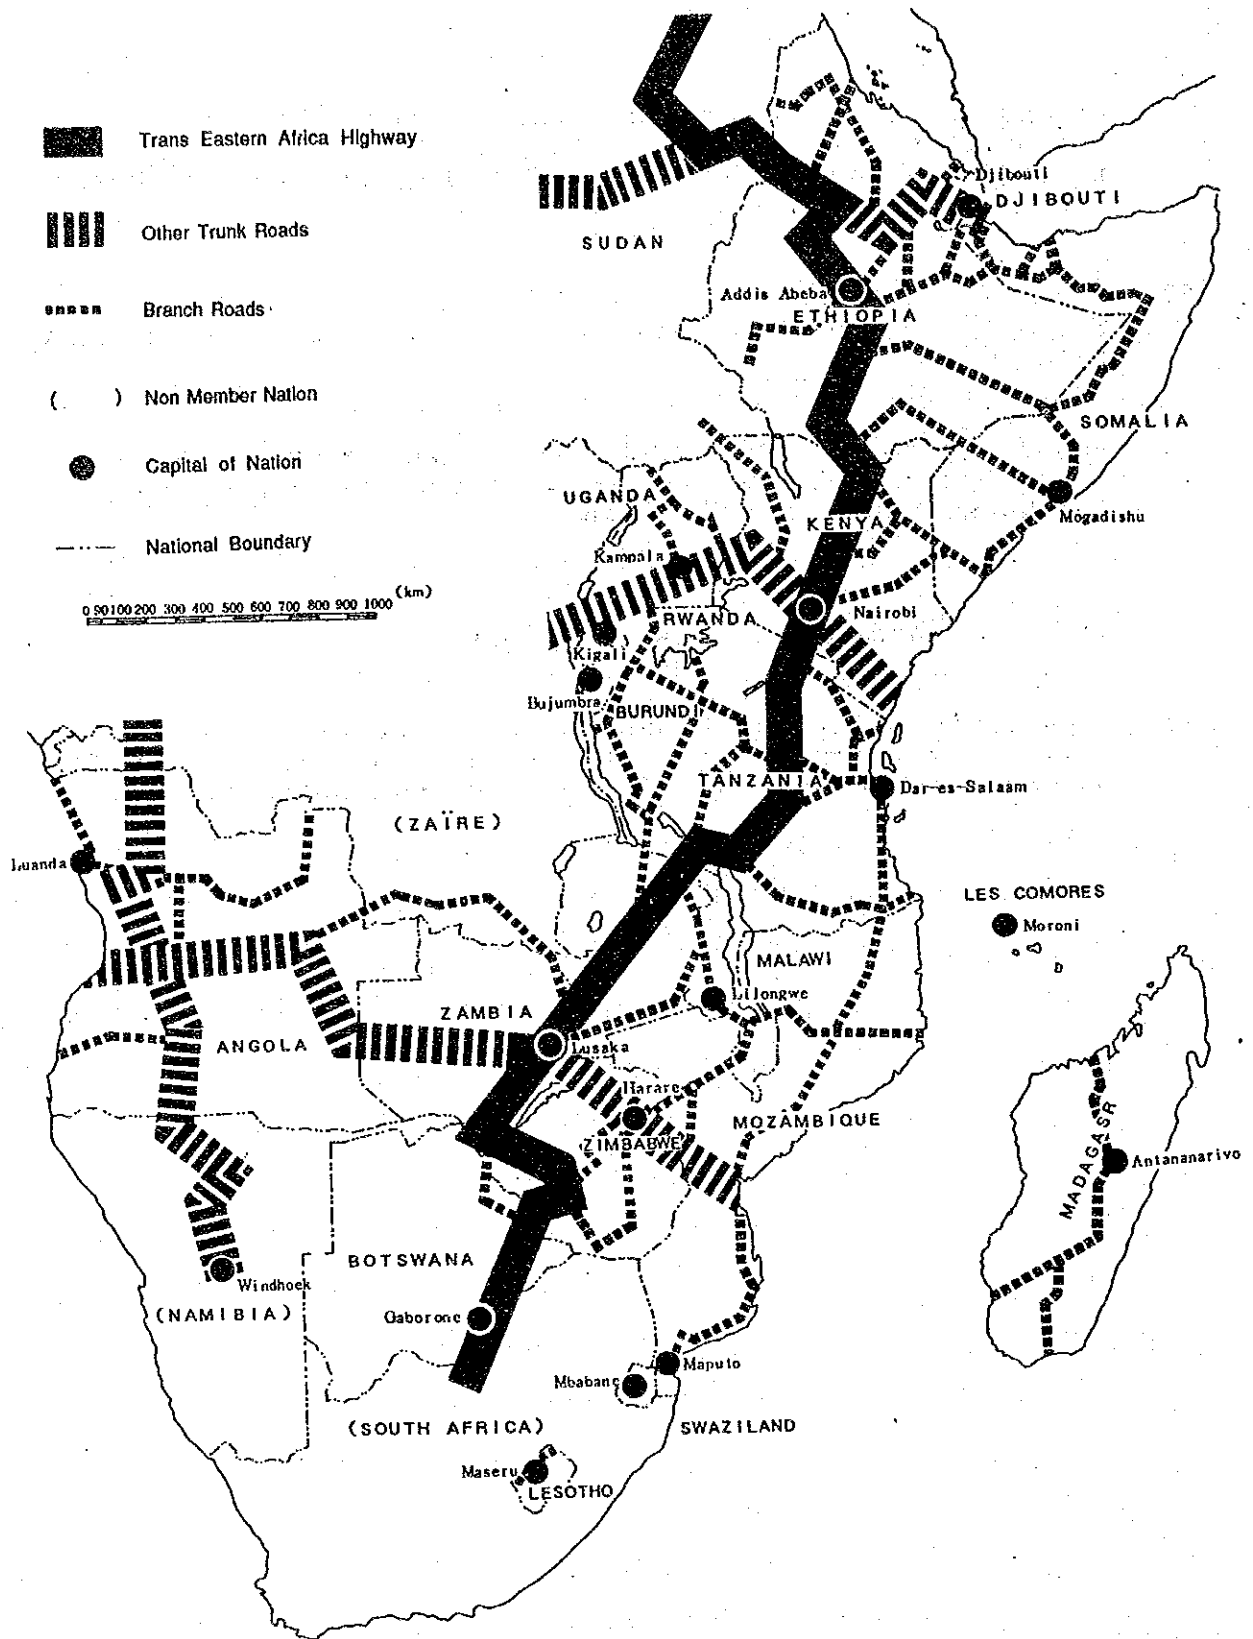 Trans Eastern Africa Highway
Other Trunk Roads
Branch Roads
( ) Non Member Nation
Capital of Nation
National Boundary
0 50 100 200 300 400 500 600 700 800 900 1000 (km)
Djibouti
DJIBOUTI
SUDAN
Addis Abeba
ETHIOPIA
SOMALIA
UGANDA
Mogadishu
KENYA
Kampala
RWANDA
Nairobi
Kigali
Bujumbra
BURUNDI
TANZANIA
Dar-es-Salaam
(ZAÏRE)
Luanda
LES COMORES
Moroni
MALAWI
Lilongwe
ZAMBIA
ANGOLA
Lusaka
Harare
MOZAMBIQUE
ZIMBABWE
Antananarivo
MADAGASR
BOTSWANA
Windhoek
(NAMIBIA)
Gaborone
Maputo
Mbabane
(SOUTH AFRICA)
SWAZILAND
Maseru
LESOTHO